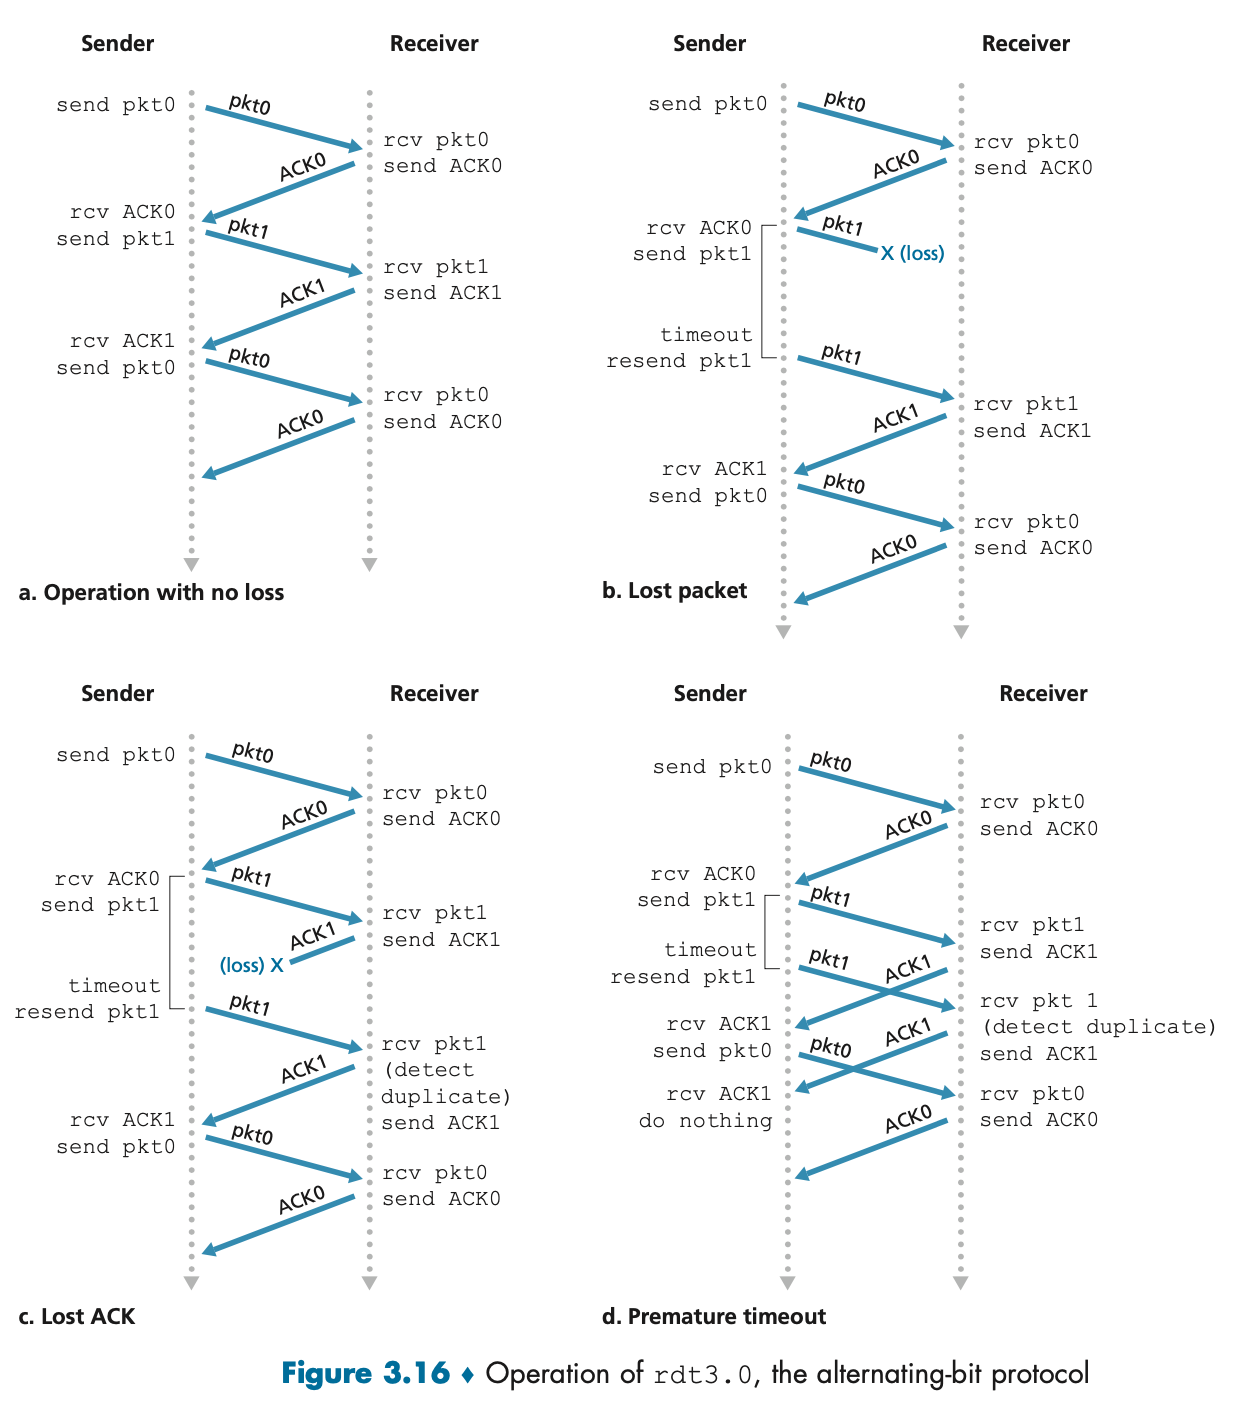 Sender
Receiver
send pkt0
pkt0
rcv pkt0
send ACK0
ACK0
rcv ACK0
send pkt1
pkt1
rcv pkt1
send ACK1
ACK1
rcv ACK1
send pkt0
pkt0
rcv pkt0
send ACK0
ACK0
a. Operation with no loss
Sender
Receiver
send pkt0
pkt0
rcv pkt0
send ACK0
ACK0
rcv ACK0
send pkt1
pkt1
X (loss)
timeout
resend pkt1
pkt1
rcv pkt1
send ACK1
ACK1
rcv ACK1
send pkt0
pkt0
rcv pkt0
send ACK0
ACK0
b. Lost packet
Sender
Receiver
send pkt0
pkt0
rcv pkt0
send ACK0
ACK0
rcv ACK0
send pkt1
pkt1
rcv pkt1
send ACK1
ACK1
(loss) X
timeout
resend pkt1
pkt1
rcv pkt1
(detect
duplicate)
send ACK1
ACK1
rcv ACK1
send pkt0
pkt0
rcv pkt0
send ACK0
ACK0
c. Lost ACK
Sender
Receiver
send pkt0
pkt0
rcv pkt0
send ACK0
ACK0
rcv ACK0
send pkt1
pkt1
rcv pkt1
send ACK1
timeout
resend pkt1
pkt1
ACK1
rcv pkt 1
(detect duplicate)
send ACK1
rcv ACK1
send pkt0
pkt0
ACK1
rcv ACK1
do nothing
rcv pkt0
send ACK0
ACK0
d. Premature timeout
Figure 3.16 ♦ Operation of rdt3.0, the alternating-bit protocol